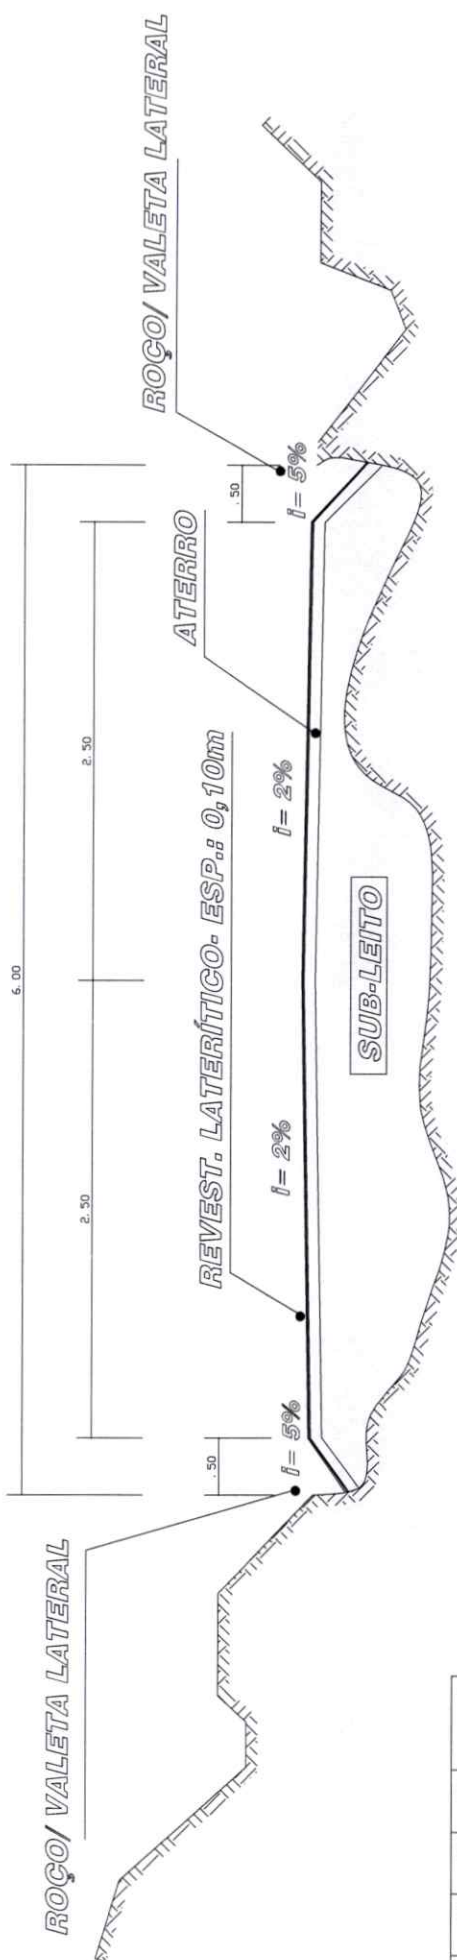 ROÇO/ VALETA LATERAL
6.00
2.50
2.50
.50
.50
REVEST. LATERÍTICO- ESP.: 0,10m
ATERRO
ROÇO/ VALETA LATERAL
i= 5%
i= 2%
i= 2%
i= 5%
SUB-LEITO